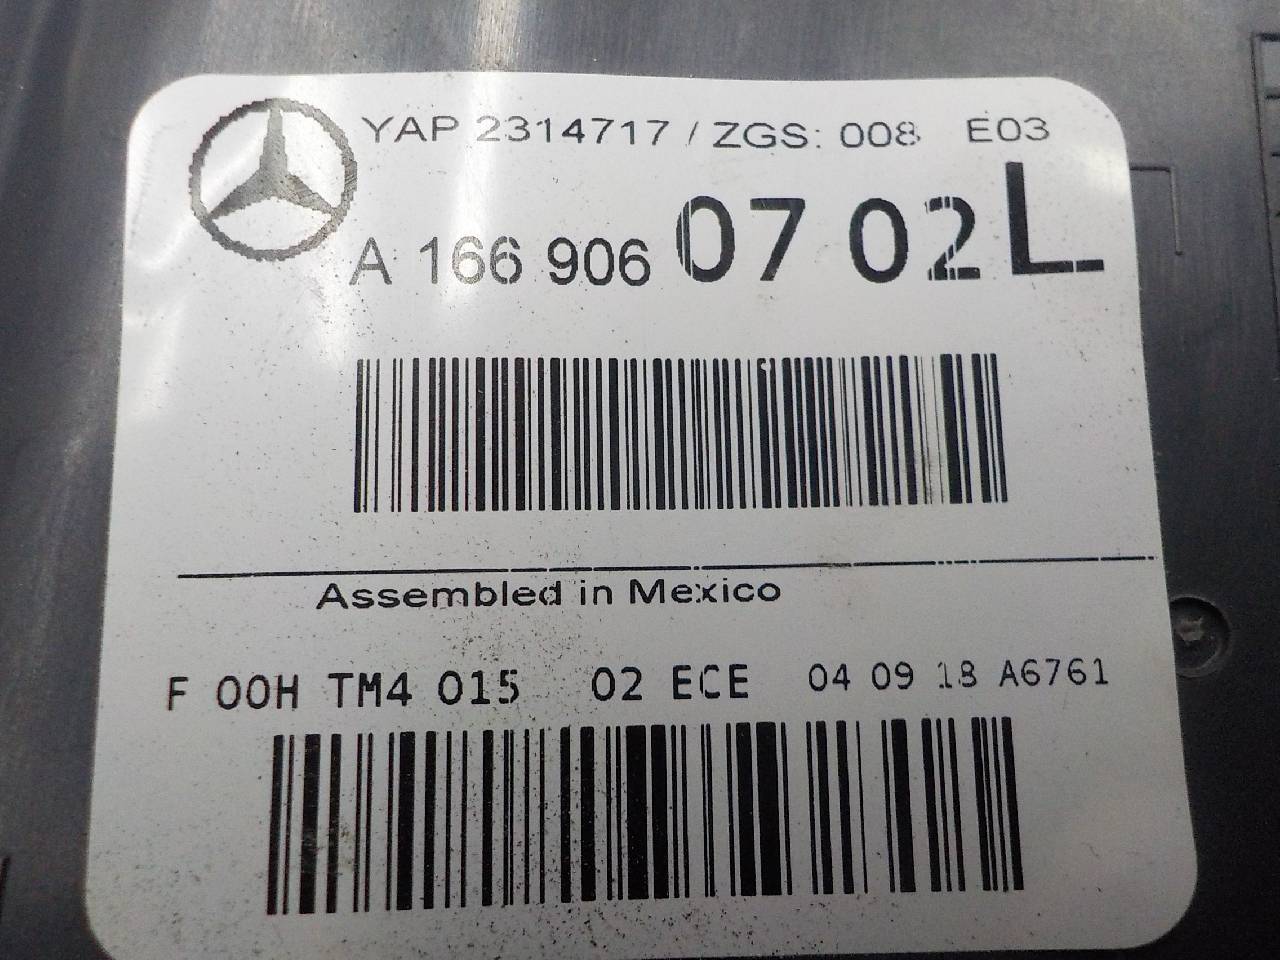 YAP 2314717 / ZGS: 008 E03
A 166 906 07 02 L
Assembled in Mexico
F 00H TM4 015 02 ECE 04 09 18 A6761